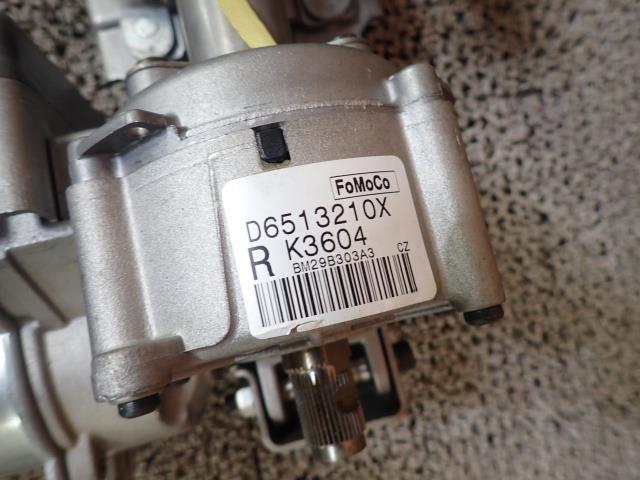 FoMoCo
D6513210X
R K3604
BM29B303A3 CZ